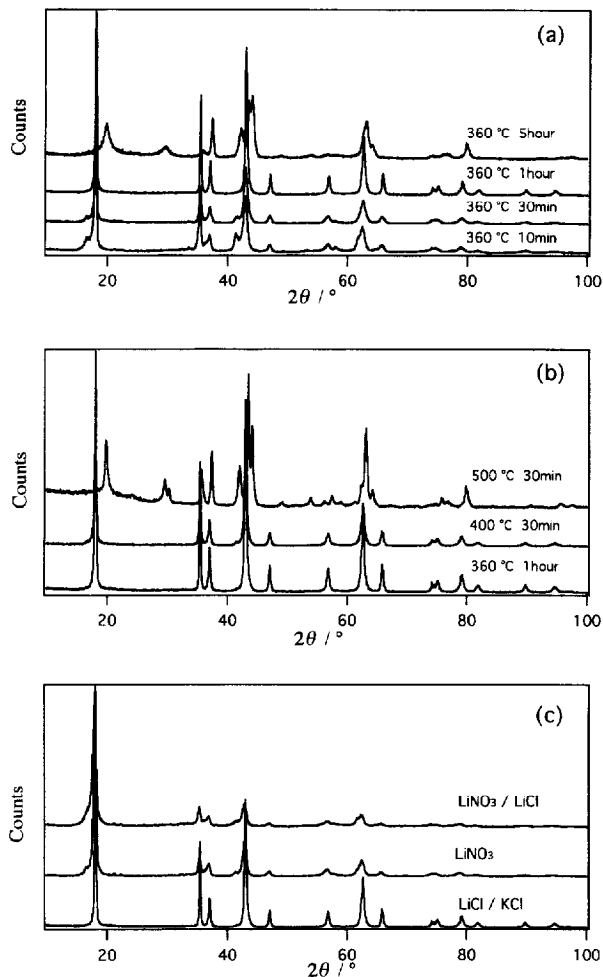 (a)
Counts
360 °C 5hour
360 °C 1hour
360 °C 30min
360 °C 10min
20 40 60 80 100
2θ / °
(b)
Counts
500 °C 30min
400 °C 30min
360 °C 1hour
20 40 60 80 100
2θ / °
(c)
Counts
LiNO₃ / LiCl
LiNO₃
LiCl / KCl
20 40 60 80 100
2θ / °